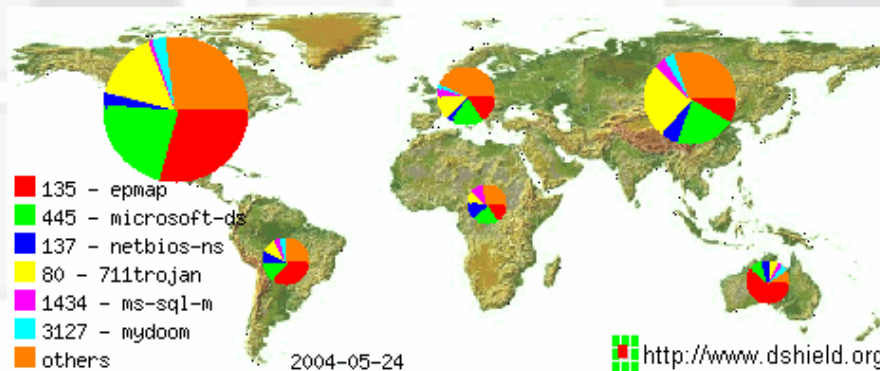 135 - epmap
445 - microsoft-ds
137 - netbios-ns
80 - 711trojan
1434 - ms-sql-m
3127 - mydoom
others
2004-05-24
http://www.dshield.org